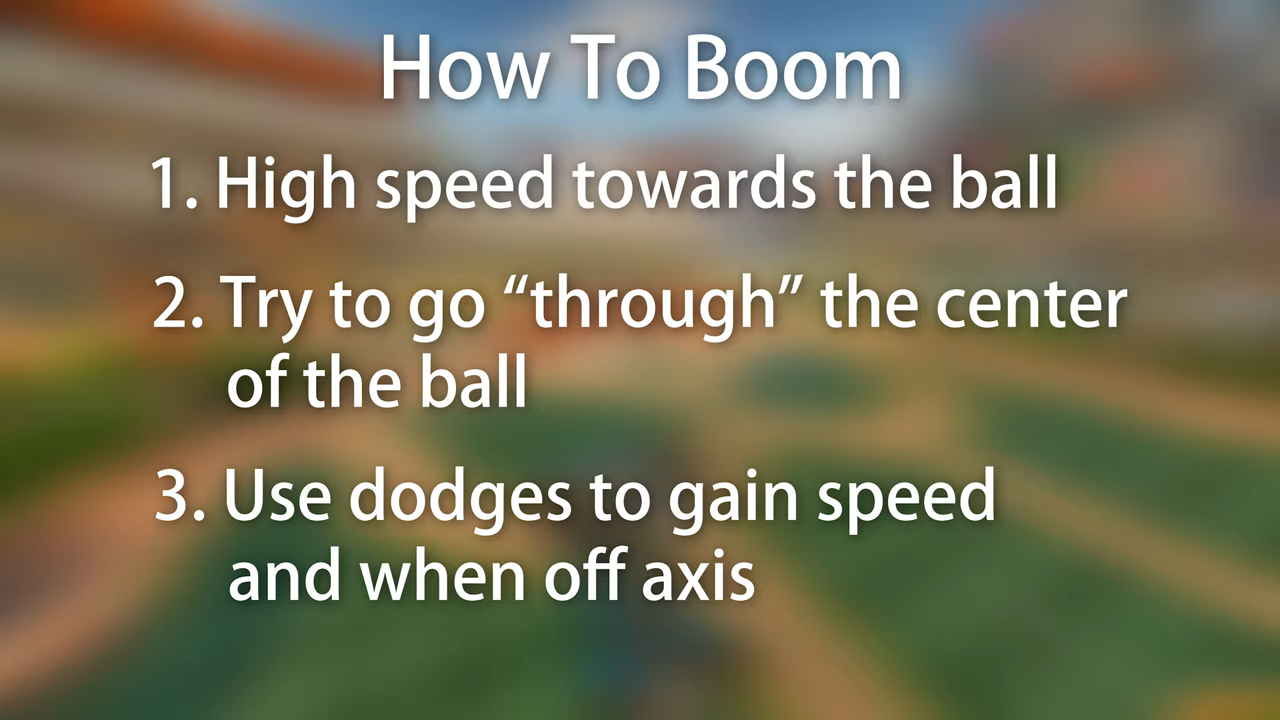 How To Boom
1. High speed towards the ball
2. Try to go “through” the center
of the ball
3. Use dodges to gain speed
and when off axis